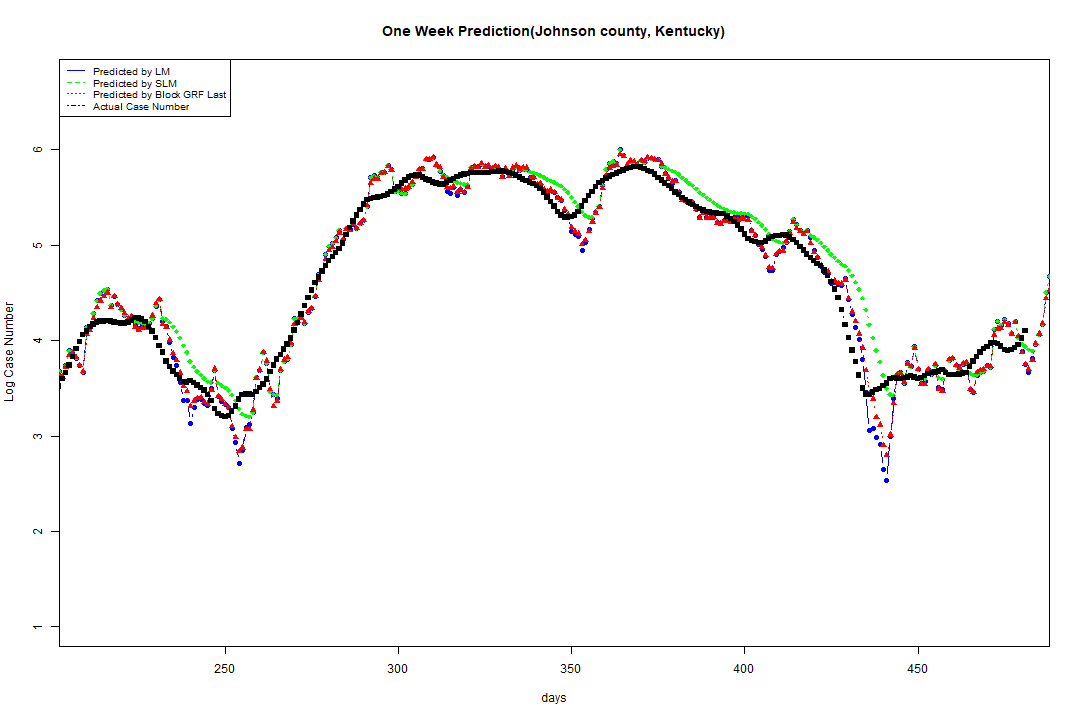 One Week Prediction(Johnson county, Kentucky)
Predicted by LM
Predicted by SLM
Predicted by Block GRF Last
Actual Case Number
6
5
4
3
2
1
Log Case Number
250 300 350 400 450
days